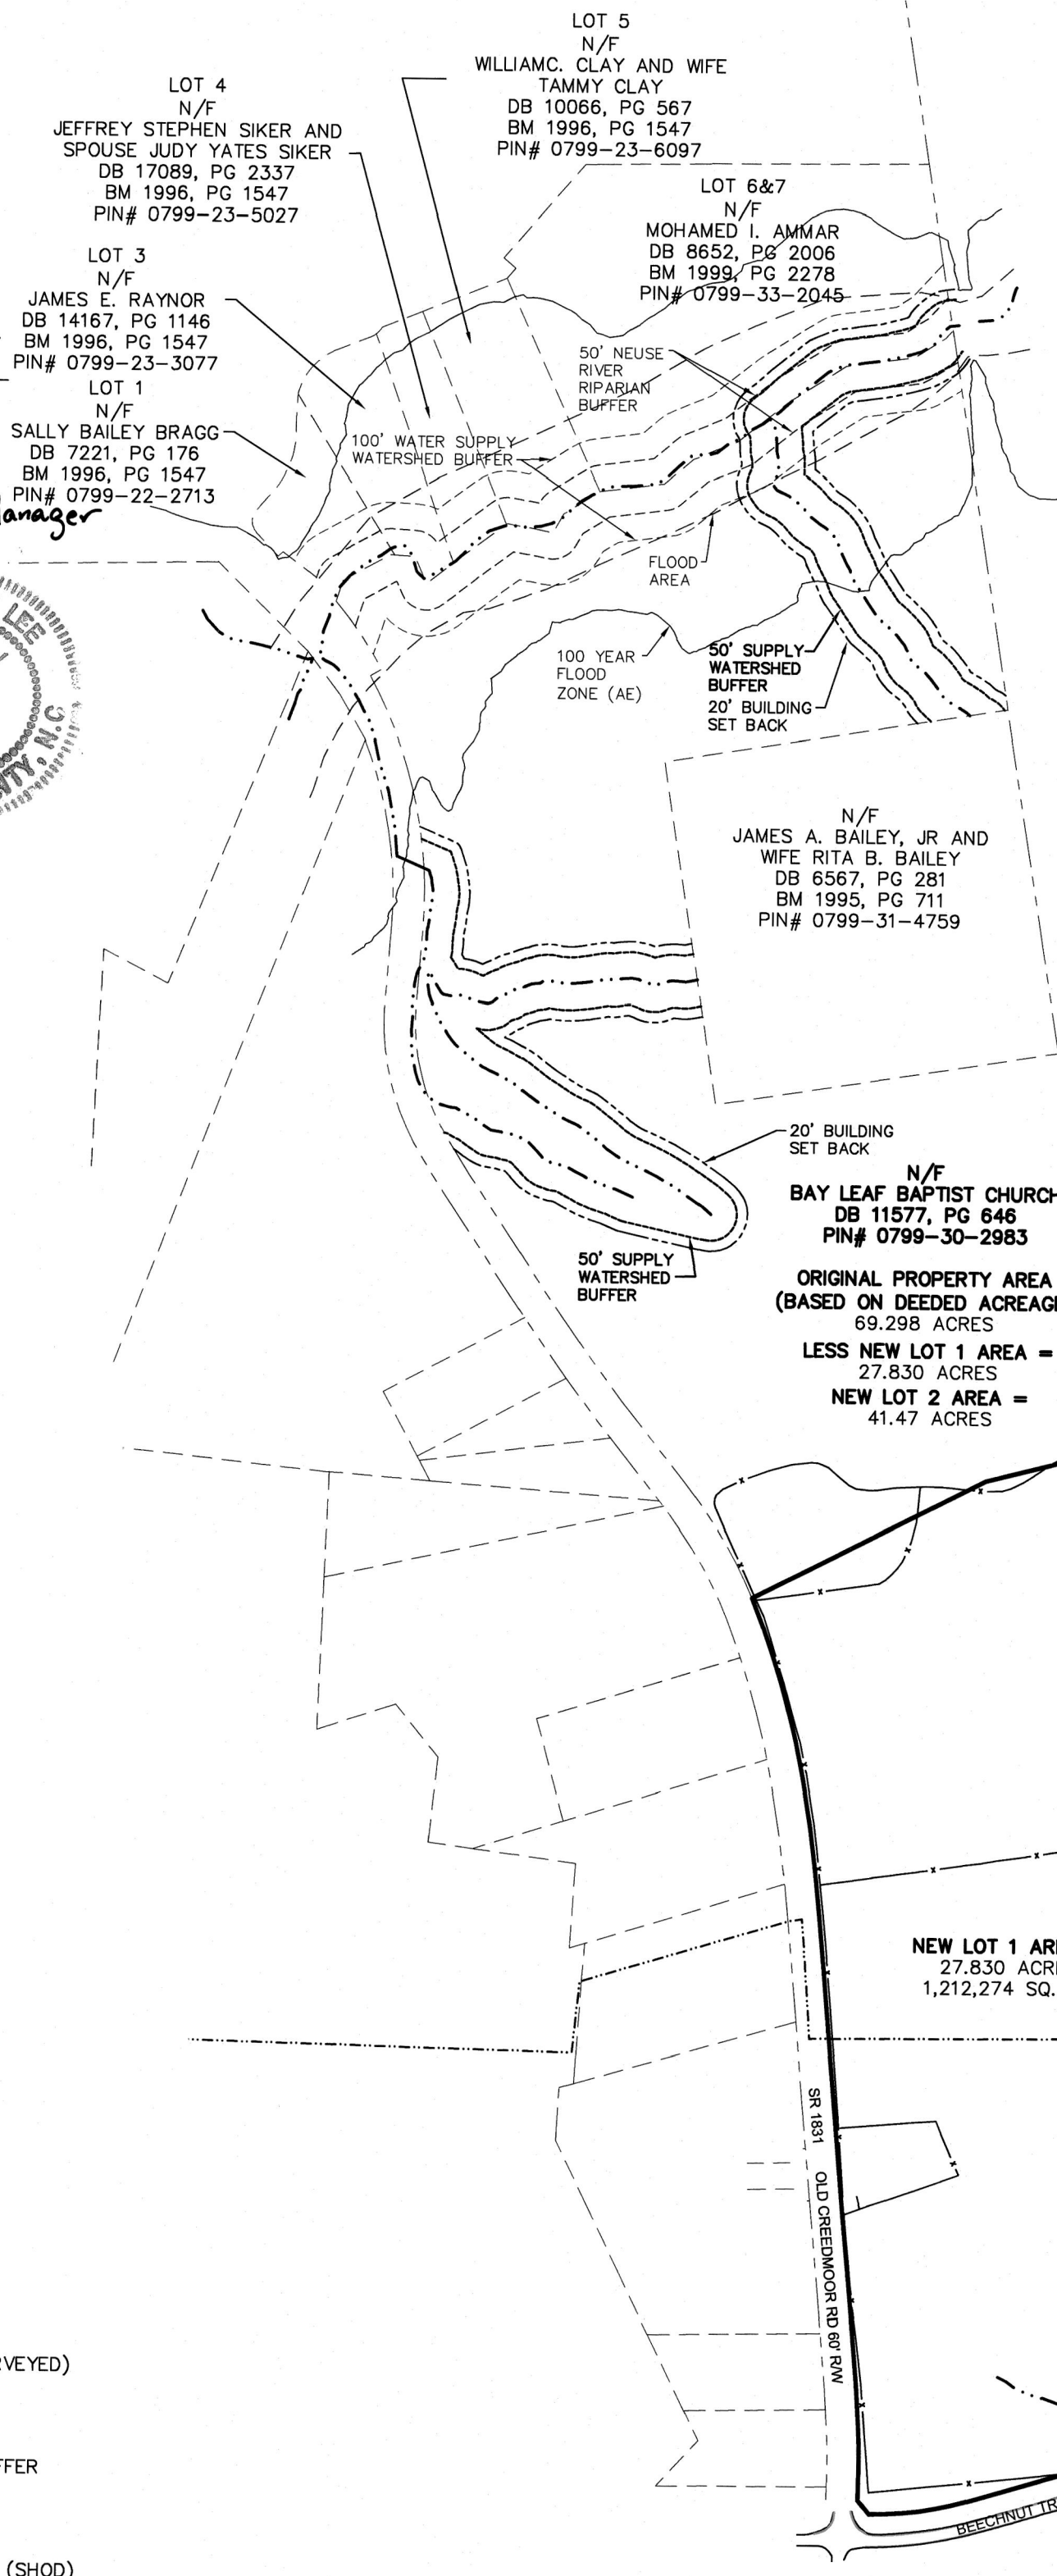 LOT 5
N/F
WILLIAMC. CLAY AND WIFE
TAMMY CLAY
DB 10066, PG 567
BM 1996, PG 1547
PIN# 0799-23-6097
LOT 4
N/F
JEFFREY STEPHEN SIKER AND
SPOUSE JUDY YATES SIKER
DB 17089, PG 2337
BM 1996, PG 1547
PIN# 0799-23-5027
LOT 6&7
N/F
MOHAMED I. AMMAR
DB 8652, PG 2006
BM 1999, PG 2278
PIN# 0799-33-2045
LOT 3
N/F
JAMES E. RAYNOR
DB 14167, PG 1146
BM 1996, PG 1547
PIN# 0799-23-3077
LOT 1
N/F
SALLY BAILEY BRAGG
DB 7221, PG 176
BM 1996, PG 1547
PIN# 0799-22-2713
anager
50' NEUSE
RIVER
RIPARIAN
BUFFER
100' WATER SUPPLY
WATERSHED BUFFER
FLOOD
AREA
LEE
NTY, N.C
100 YEAR
FLOOD
ZONE (AE)
50' SUPPLY
WATERSHED
BUFFER
20' BUILDING
SET BACK
N/F
JAMES A. BAILEY, JR AND
WIFE RITA B. BAILEY
DB 6567, PG 281
BM 1995, PG 711
PIN# 0799-31-4759
20' BUILDING
SET BACK
50' SUPPLY
WATERSHED
BUFFER
N/F
BAY LEAF BAPTIST CHURCH
DB 11577, PG 646
PIN# 0799-30-2983
ORIGINAL PROPERTY AREA
(BASED ON DEEDED ACREAG
69.298 ACRES
LESS NEW LOT 1 AREA =
27.830 ACRES
NEW LOT 2 AREA =
41.47 ACRES
NEW LOT 1 AR
27.830 ACR
1,212,274 SQ.
SR 1831 OLD CREEDMOOR RD 60' R/W
RVEYED)
FFER
BEECHNUT TR
(SHOD)